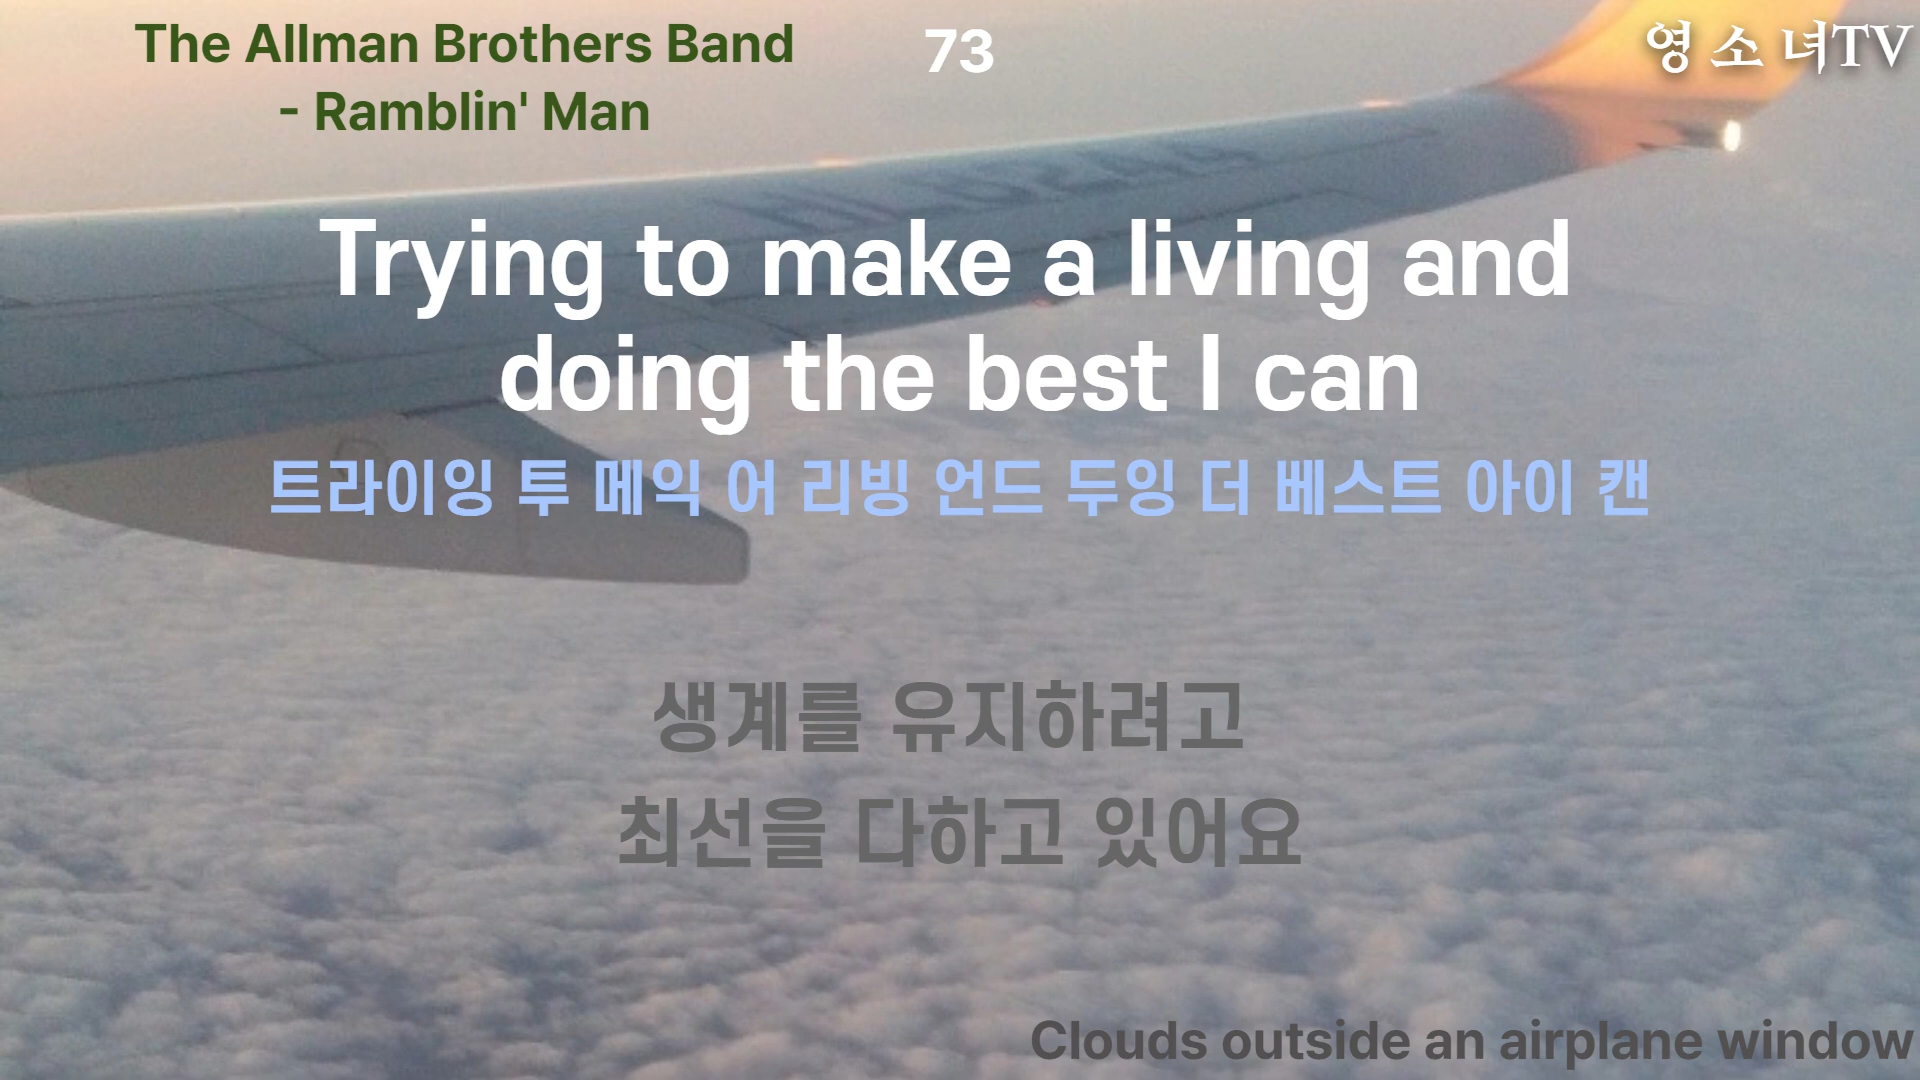 The Allman Brothers Band
- Ramblin' Man
73
영 소 녀TV
Trying to make a living and
doing the best I can
트라이잉 투 메익 어 리빙 언드 두잉 더 베스트 아이 캔
생계를 유지하려고
최선을 다하고 있어요
Clouds outside an airplane window